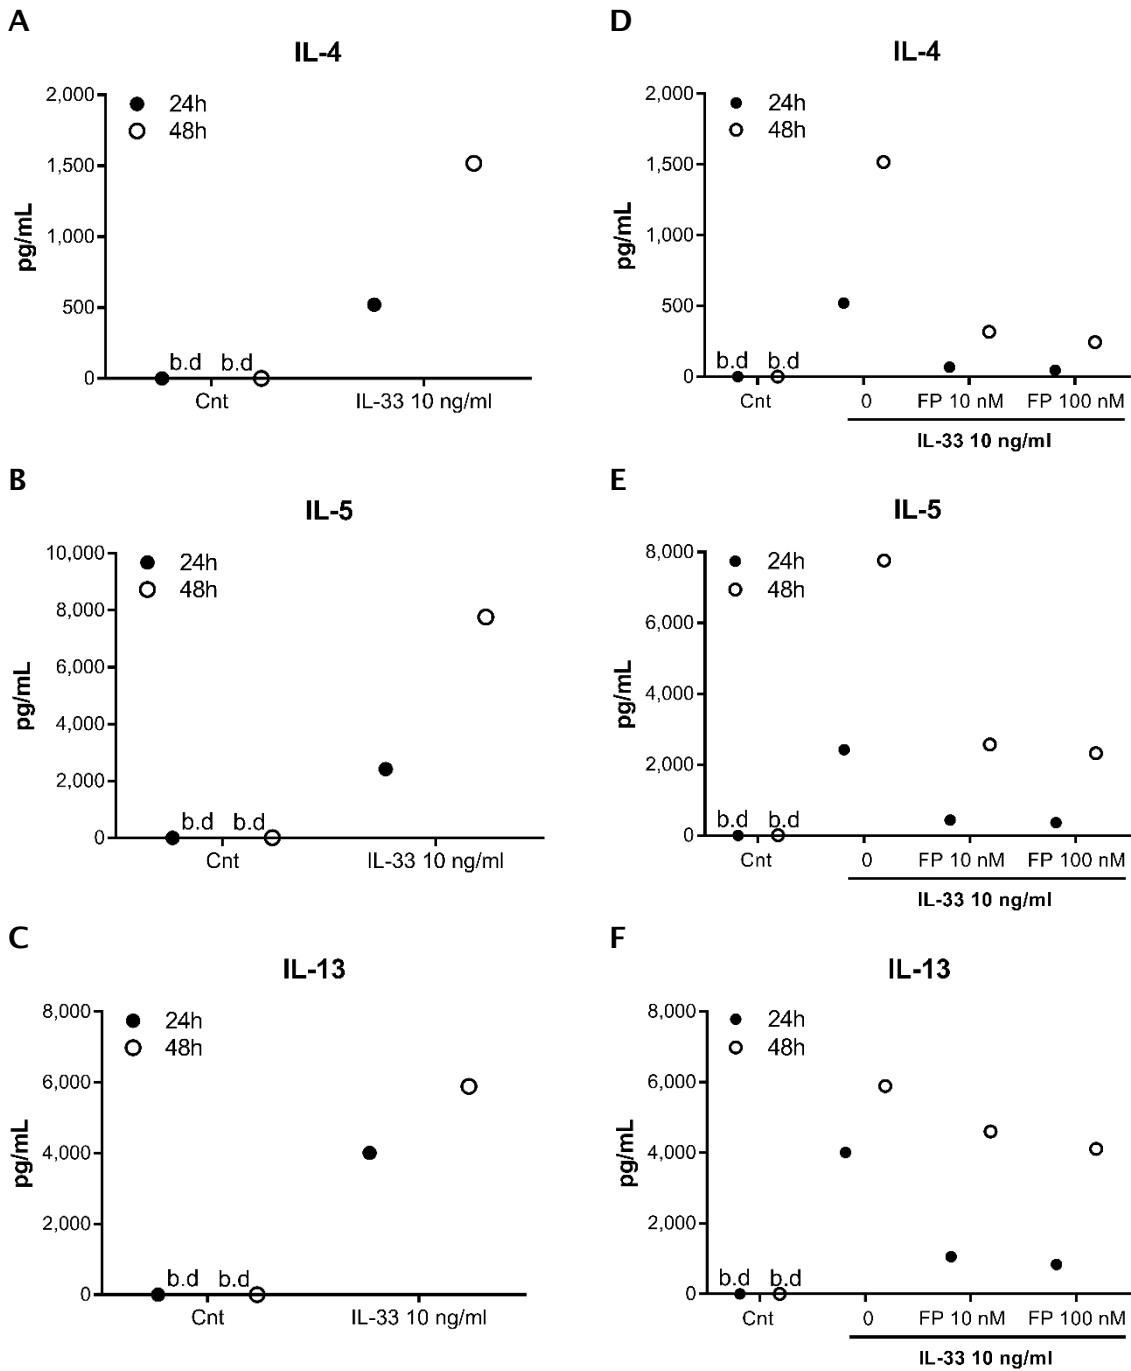 A
IL-4
2,000
1,500
1,000
500
0
pg/mL
24h
48h
b.d b.d
Cnt IL-33 10 ng/ml
D
IL-4
2,000
1,500
1,000
500
0
pg/mL
24h
48h
b.d b.d
Cnt 0 FP 10 nM FP 100 nM
IL-33 10 ng/ml
B
IL-5
10,000
8,000
6,000
4,000
2,000
0
pg/mL
24h
48h
b.d b.d
Cnt IL-33 10 ng/ml
E
IL-5
8,000
6,000
4,000
2,000
0
pg/mL
24h
48h
b.d b.d
Cnt 0 FP 10 nM FP 100 nM
IL-33 10 ng/ml
C
IL-13
8,000
6,000
4,000
2,000
0
pg/mL
24h
48h
b.d b.d
Cnt IL-33 10 ng/ml
F
IL-13
8,000
6,000
4,000
2,000
0
pg/mL
24h
48h
b.d b.d
Cnt 0 FP 10 nM FP 100 nM
IL-33 10 ng/ml